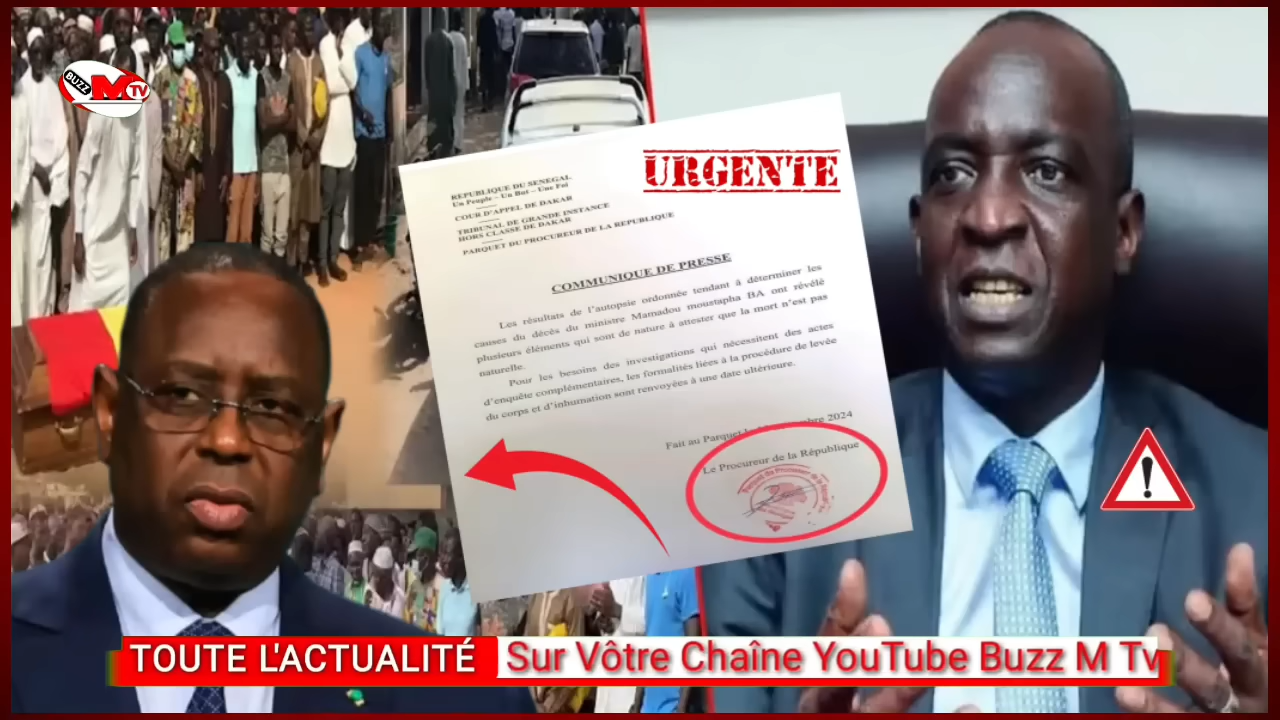 BUZZ
M TV
URGENTE
REPUBLIQUE DU SENEGAL
Un Peuple – Un But – Une Foi
COUR D'APPEL DE DAKAR
TRIBUNAL DE GRANDE INSTANCE
HORS CLASSE DE DAKAR
PARQUET DU PROCUREUR DE LA REPUBLIQUE
COMMUNIQUE DE PRESSE
Les résultats de l'autopsie ordonnée tendant à déterminer les
causes du décès du ministre Mamadou moustapha BA ont révélé
plusieurs éléments qui sont de nature à attester que la mort n'est pas
naturelle.
Pour les besoins des investigations qui nécessitent des actes
d'enquête complémentaires, les formalités liées à la procédure de levée
du corps et d'inhumation sont renvoyées à une date ultérieure.
Fait au Parquet 2024
Le Procureur de la République
TOUTE L'ACTUALITÉ Sur Vôtre Chaîne YouTube Buzz M Tv